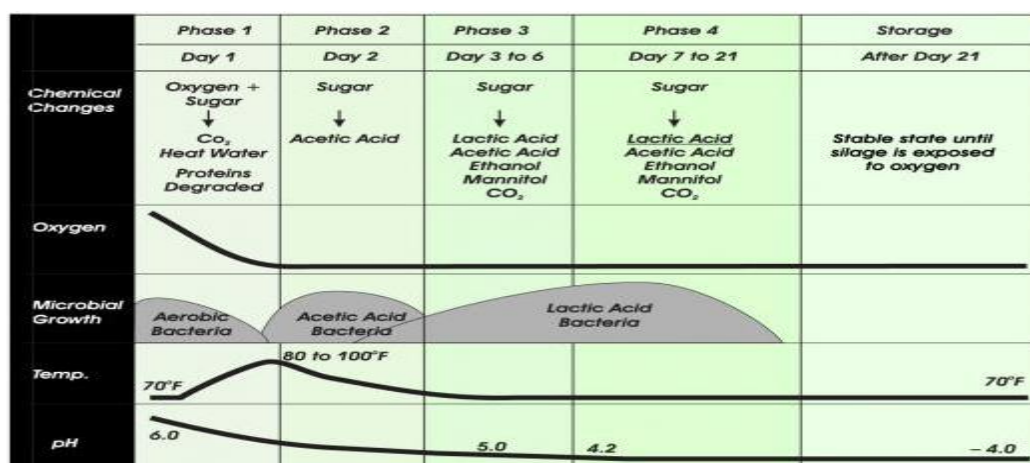 Phase 1 Phase 2 Phase 3 Phase 4 Storage
Day 1 Day 2 Day 3 to 6 Day 7 to 21 After Day 21
Chemical
Changes
Oxygen +
Sugar
Co₂
Heat Water
Proteins
Degraded
Sugar
Acetic Acid
Sugar
Lactic Acid
Acetic Acid
Ethanol
Mannitol
CO₂
Sugar
Lactic Acid
Acetic Acid
Ethanol
Mannitol
CO₂
Stable state until
silage is exposed
to oxygen
Oxygen
Microbial
Growth
Aerobic
Bacteria
Acetic Acid
Bacteria
Lactic Acid
Bacteria
Temp.
70°F
80 to 100°F
70°F
pH
6.0
5.0
4.2
– 4.0